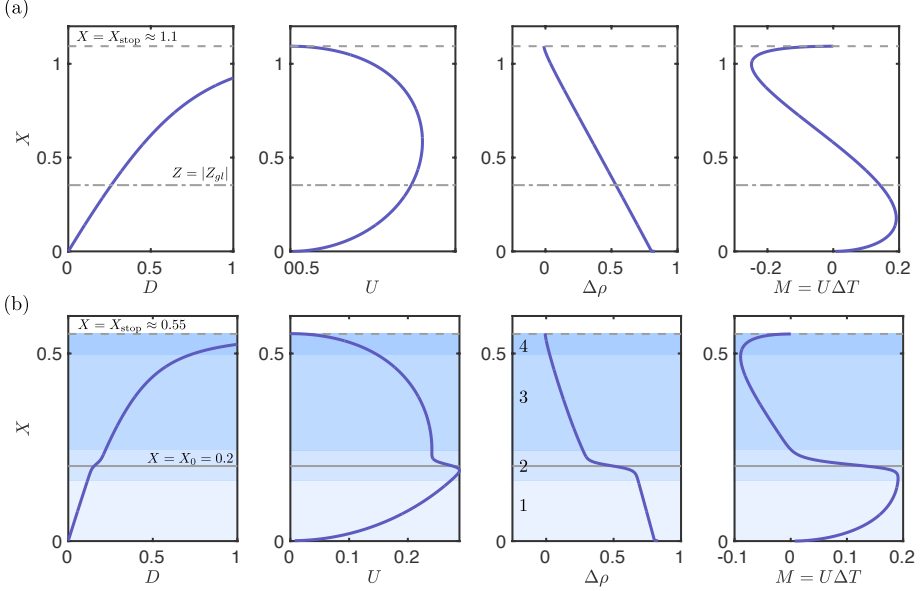 (a)
X = X_stop ≈ 1.1
Z = |Z_gl|
X
1
0.5
0
0 0.5 1
D
1
0.5
0
00.5
U
1
0.5
0
0 0.5 1
Δρ
1
0.5
0
-0.2 0 0.2
M = UΔT
(b)
X = X_stop ≈ 0.55
X = X_0 = 0.2
X
0.5
0
0 0.5 1
D
0.5
0
0 0.1 0.2
U
4
3
2
1
0.5
0
0 0.5 1
Δρ
0.5
0
-0.1 0 0.1 0.2
M = UΔT